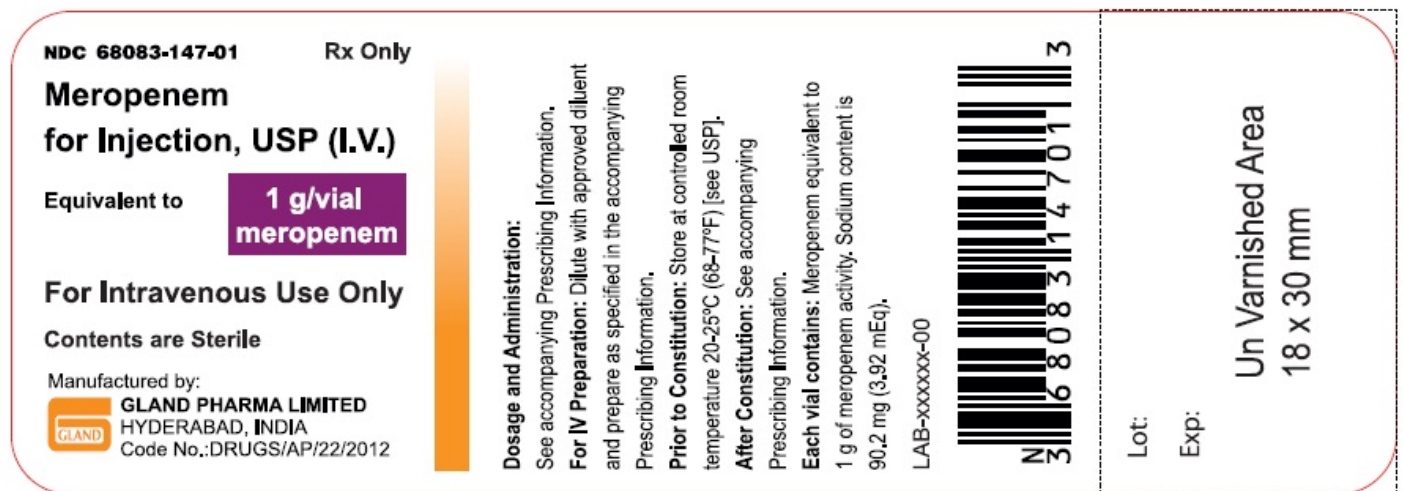 NDC 68083-147-01 Rx Only
Meropenem
for Injection, USP (I.V.)
Equivalent to
1 g/vial
meropenem
For Intravenous Use Only
Contents are Sterile
Manufactured by:
GLAND
GLAND PHARMA LIMITED
HYDERABAD, INDIA
Code No.:DRUGS/AP/22/2012
Dosage and Administration:
See accompanying Prescribing Information.
For IV Preparation: Dilute with approved diluent
and prepare as specified in the accompanying
Prescribing Information.
Prior to Constitution: Store at controlled room
temperature 20-25°C (68-77°F) [see USP].
After Constitution: See accompanying
Prescribing Information.
Each vial contains: Meropenem equivalent to
1 g of meropenem activity. Sodium content is
90.2 mg (3.92 mEq).
LAB-xxxxxxx-00
N
3 68083 14701 3
Un Varnished Area
18 x 30 mm
Lot:
Exp: